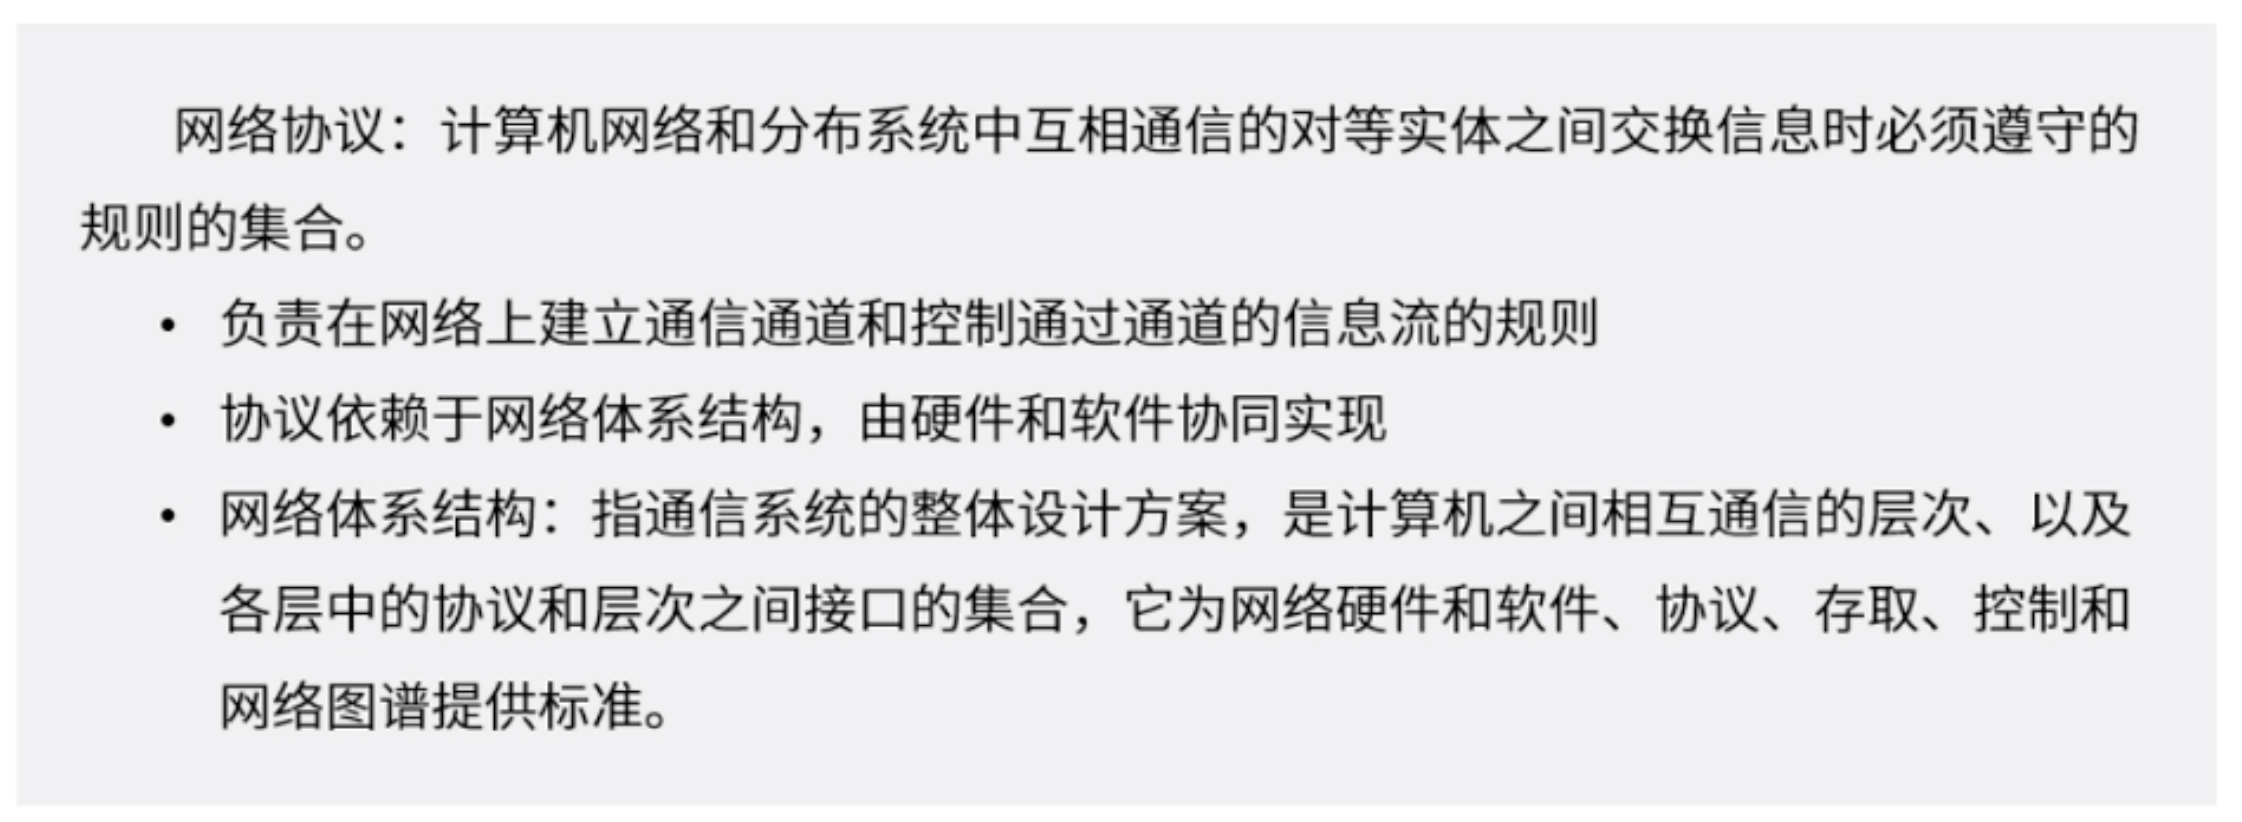 网络协议：计算机网络和分布系统中互相通信的对等实体之间交换信息时必须遵守的
规则的集合。
• 负责在网络上建立通信通道和控制通过通道的信息流的规则
• 协议依赖于网络体系结构，由硬件和软件协同实现
• 网络体系结构：指通信系统的整体设计方案，是计算机之间相互通信的层次、以及
各层中的协议和层次之间接口的集合，它为网络硬件和软件、协议、存取、控制和
网络图谱提供标准。